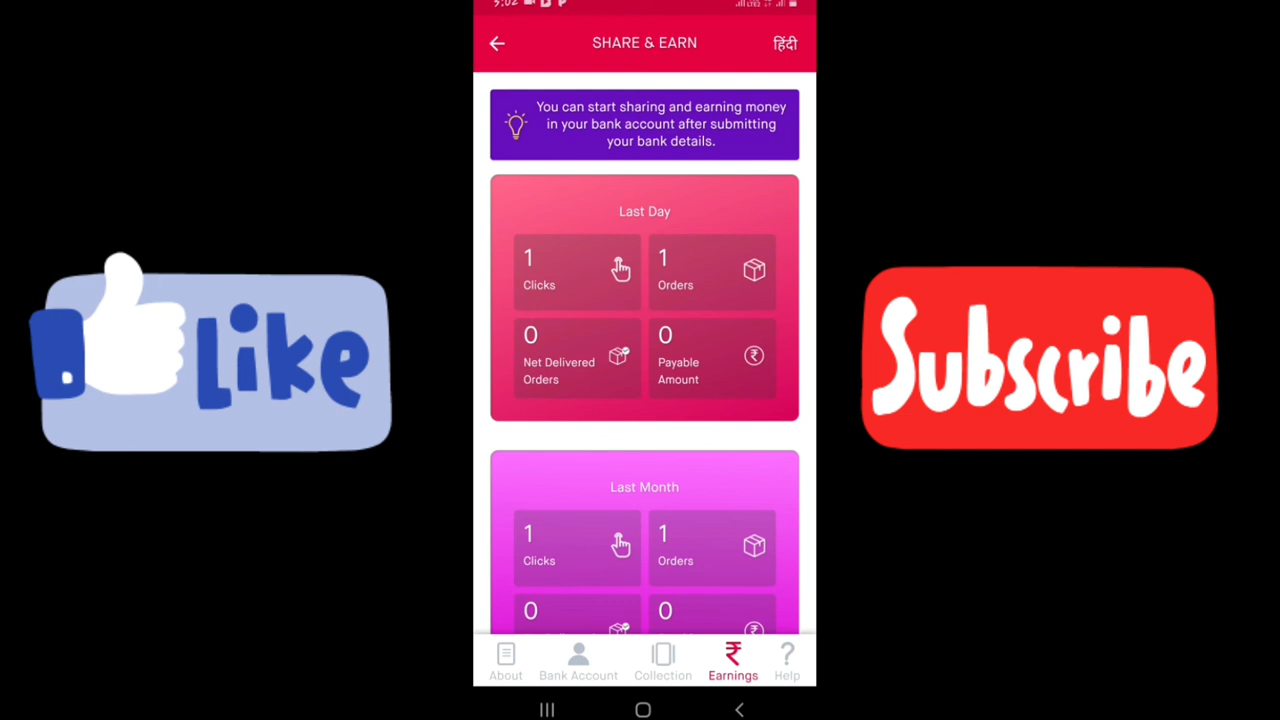 SHARE & EARN
हिंदी
You can start sharing and earning money
in your bank account after submitting
your bank details.
Last Day
1
Clicks
1
Orders
0
Net Delivered
Orders
0
Payable
Amount
Last Month
1
Clicks
1
Orders
0
0
About
Bank Account
Collection
Earnings
Help
Like
Subscribe